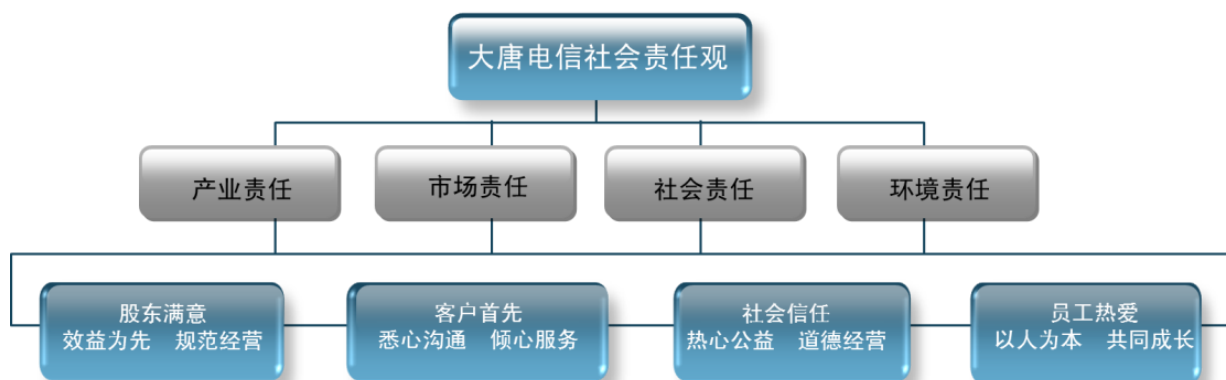 大唐电信社会责任观
产业责任
市场责任
社会责任
环境责任
股东满意
效益为先 规范经营
客户首先
悉心沟通 倾心服务
社会信任
热心公益 道德经营
员工热爱
以人为本 共同成长